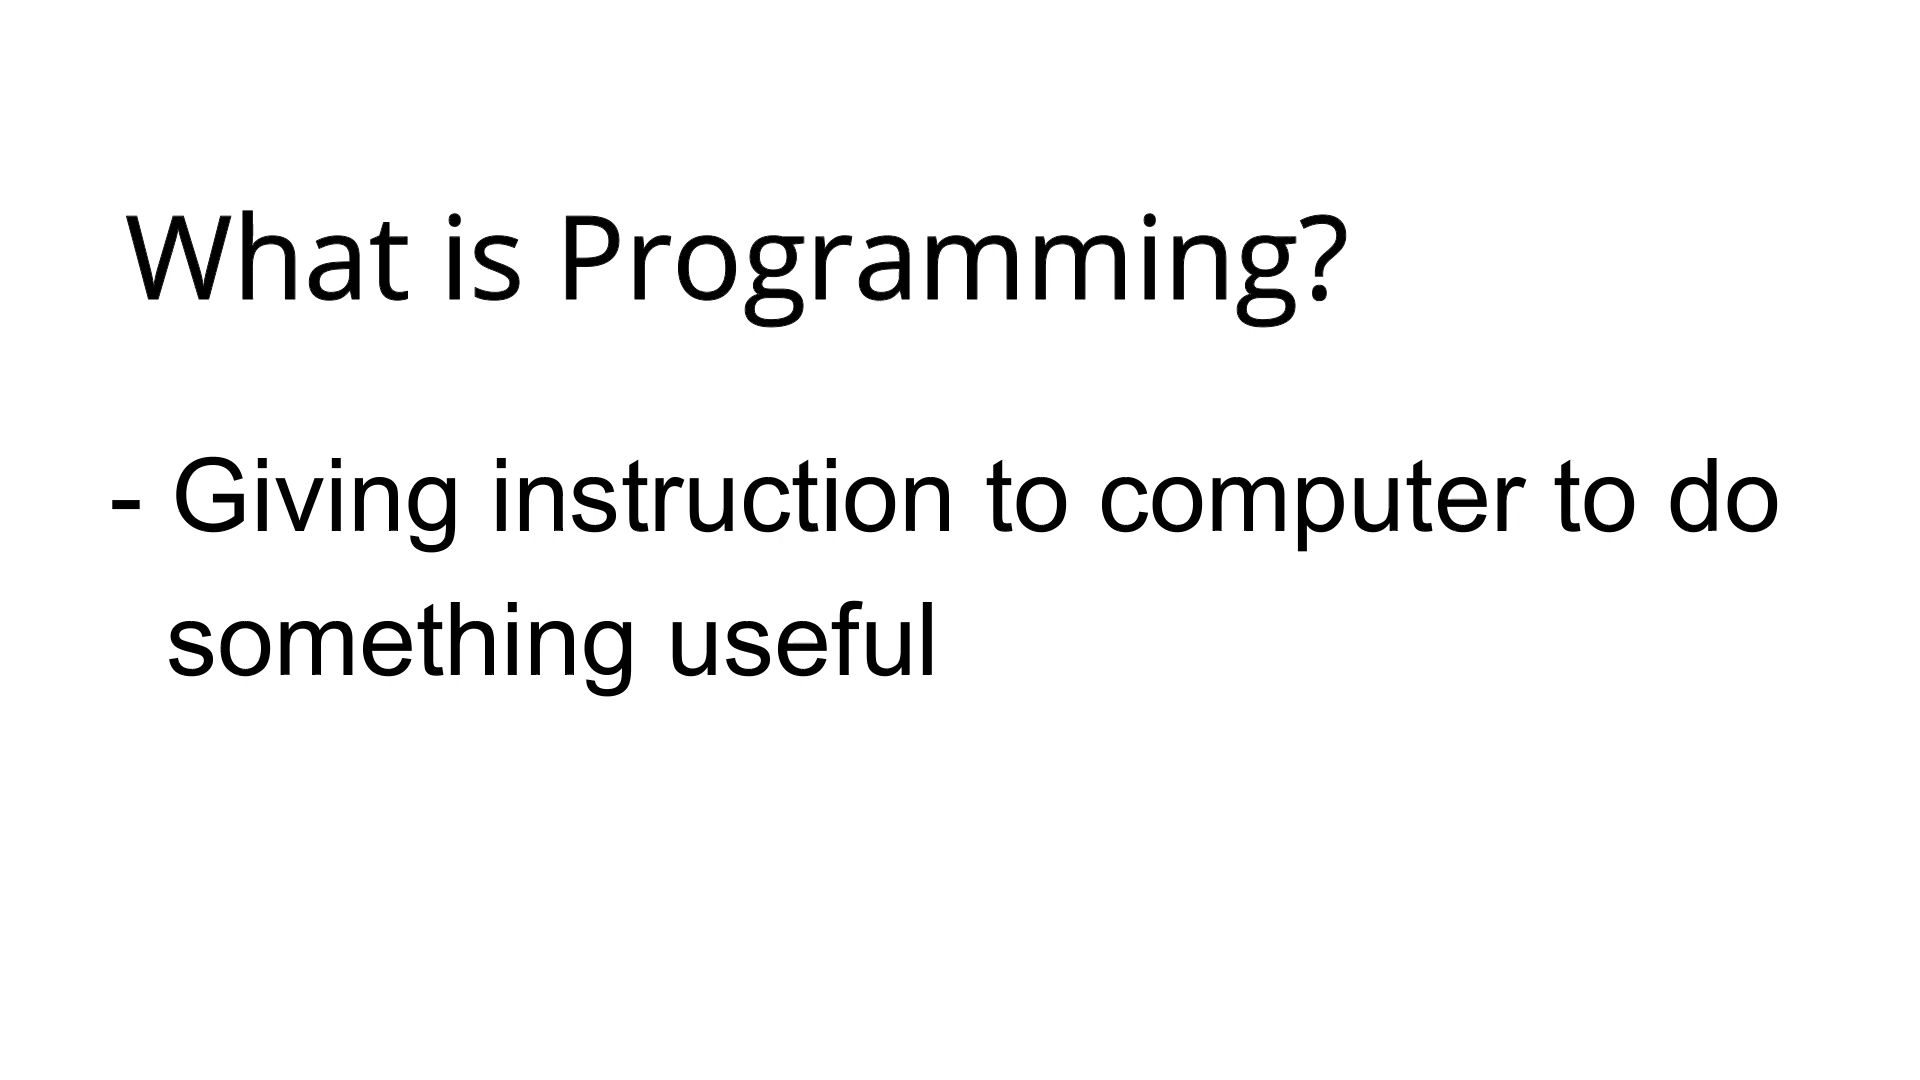 What is Programming?
- Giving instruction to computer to do
something useful